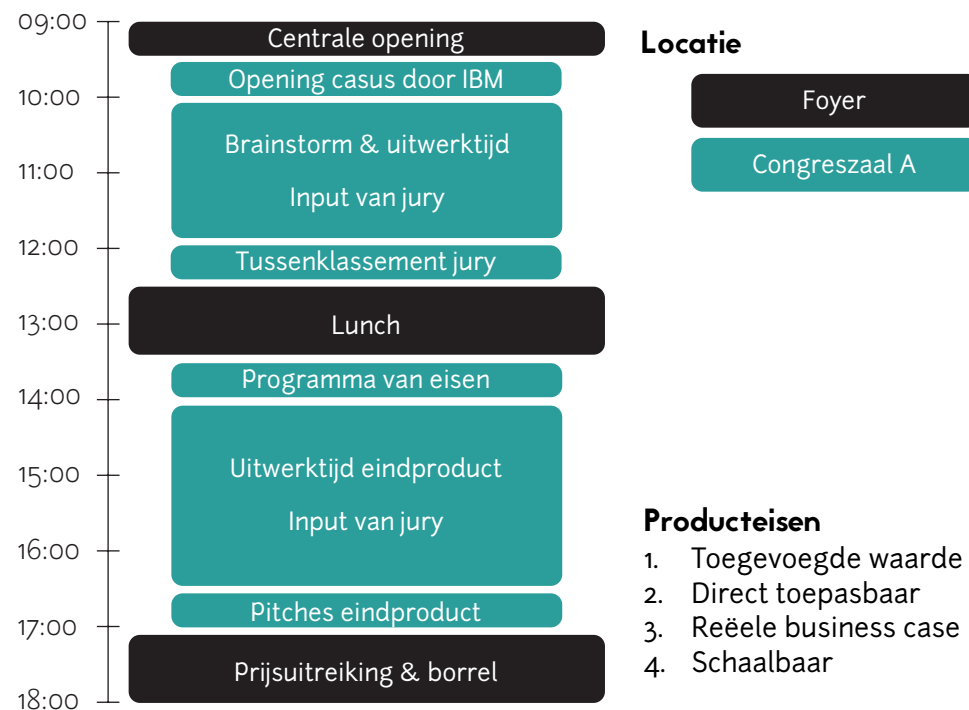 09:00
Centrale opening
Opening casus door IBM
10:00
Brainstorm & uitwerktijd
11:00
Input van jury
12:00
Tussenklassement jury
13:00
Lunch
Programma van eisen
14:00
Uitwerktijd eindproduct
15:00
Input van jury
16:00
Pitches eindproduct
17:00
Prijsuitreiking & borrel
18:00
Locatie
Foyer
Congreszaal A
Producteisen
1. Toegevoegde waarde
2. Direct toepasbaar
3. Reëele business case
4. Schaalbaar